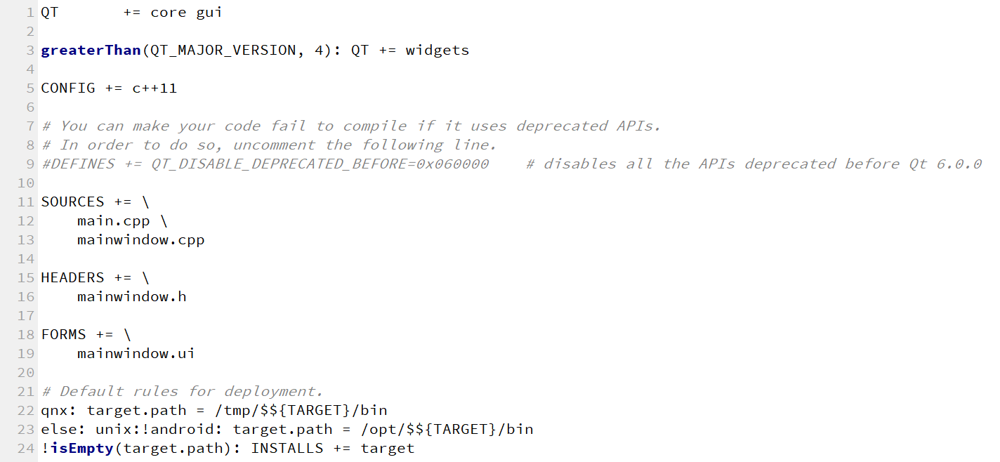 1 QT       += core gui
2
3 greaterThan(QT_MAJOR_VERSION, 4): QT += widgets
4
5 CONFIG += c++11
6
7 # You can make your code fail to compile if it uses deprecated APIs.
8 # In order to do so, uncomment the following line.
9 #DEFINES += QT_DISABLE_DEPRECATED_BEFORE=0x060000    # disables all the APIs deprecated before Qt 6.0.0
10
11 SOURCES += \
12     main.cpp \
13     mainwindow.cpp
14
15 HEADERS += \
16     mainwindow.h
17
18 FORMS += \
19     mainwindow.ui
20
21 # Default rules for deployment.
22 qnx: target.path = /tmp/$${TARGET}/bin
23 else: unix:!android: target.path = /opt/$${TARGET}/bin
24 !isEmpty(target.path): INSTALLS += target